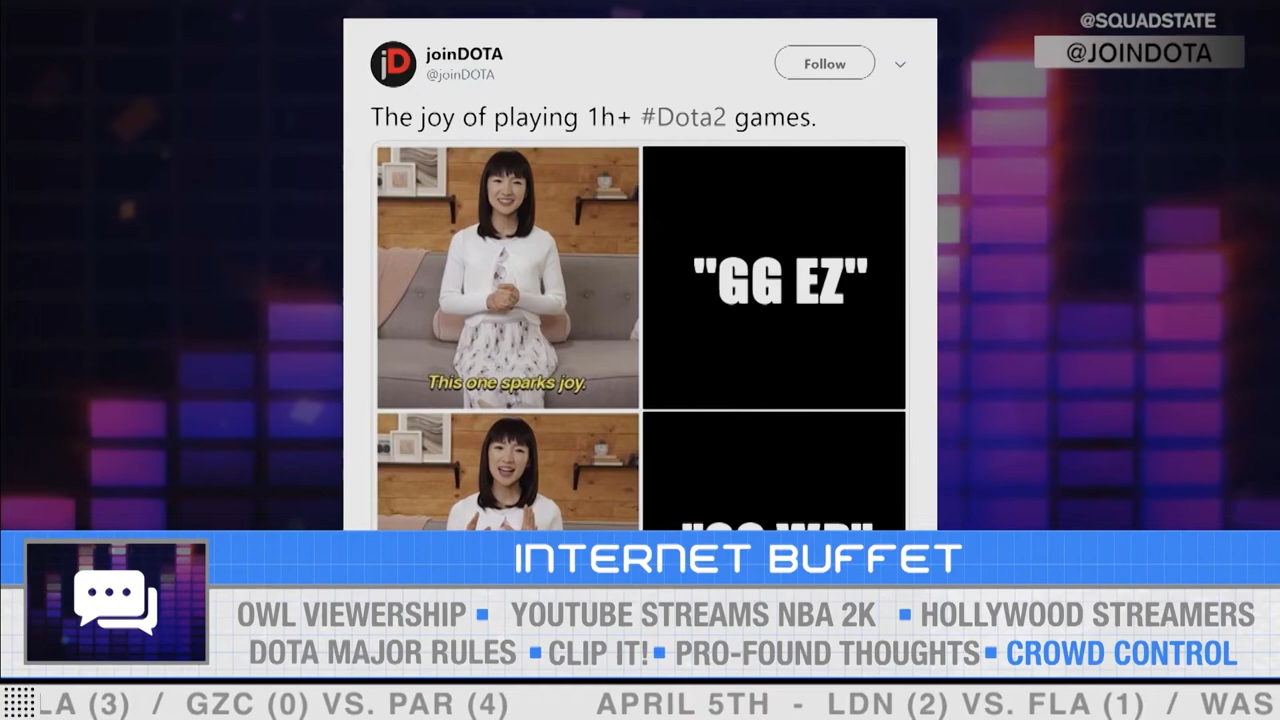 @SQUADSTATE
@JOINDOTA
jD
joinDOTA
@joinDOTA
Follow
The joy of playing 1h+ #Dota2 games.
This one sparks joy.
"GG EZ"
INTERNET BUFFET
OWL VIEWERSHIP ▪ YOUTUBE STREAMS NBA 2K ▪ HOLLYWOOD STREAMERS
DOTA MAJOR RULES ▪ CLIP IT! ▪ PRO-FOUND THOUGHTS ▪ CROWD CONTROL
LA (3) / GZC (0) VS. PAR (4) APRIL 5TH - LDN (2) VS. FLA (1) / WAS